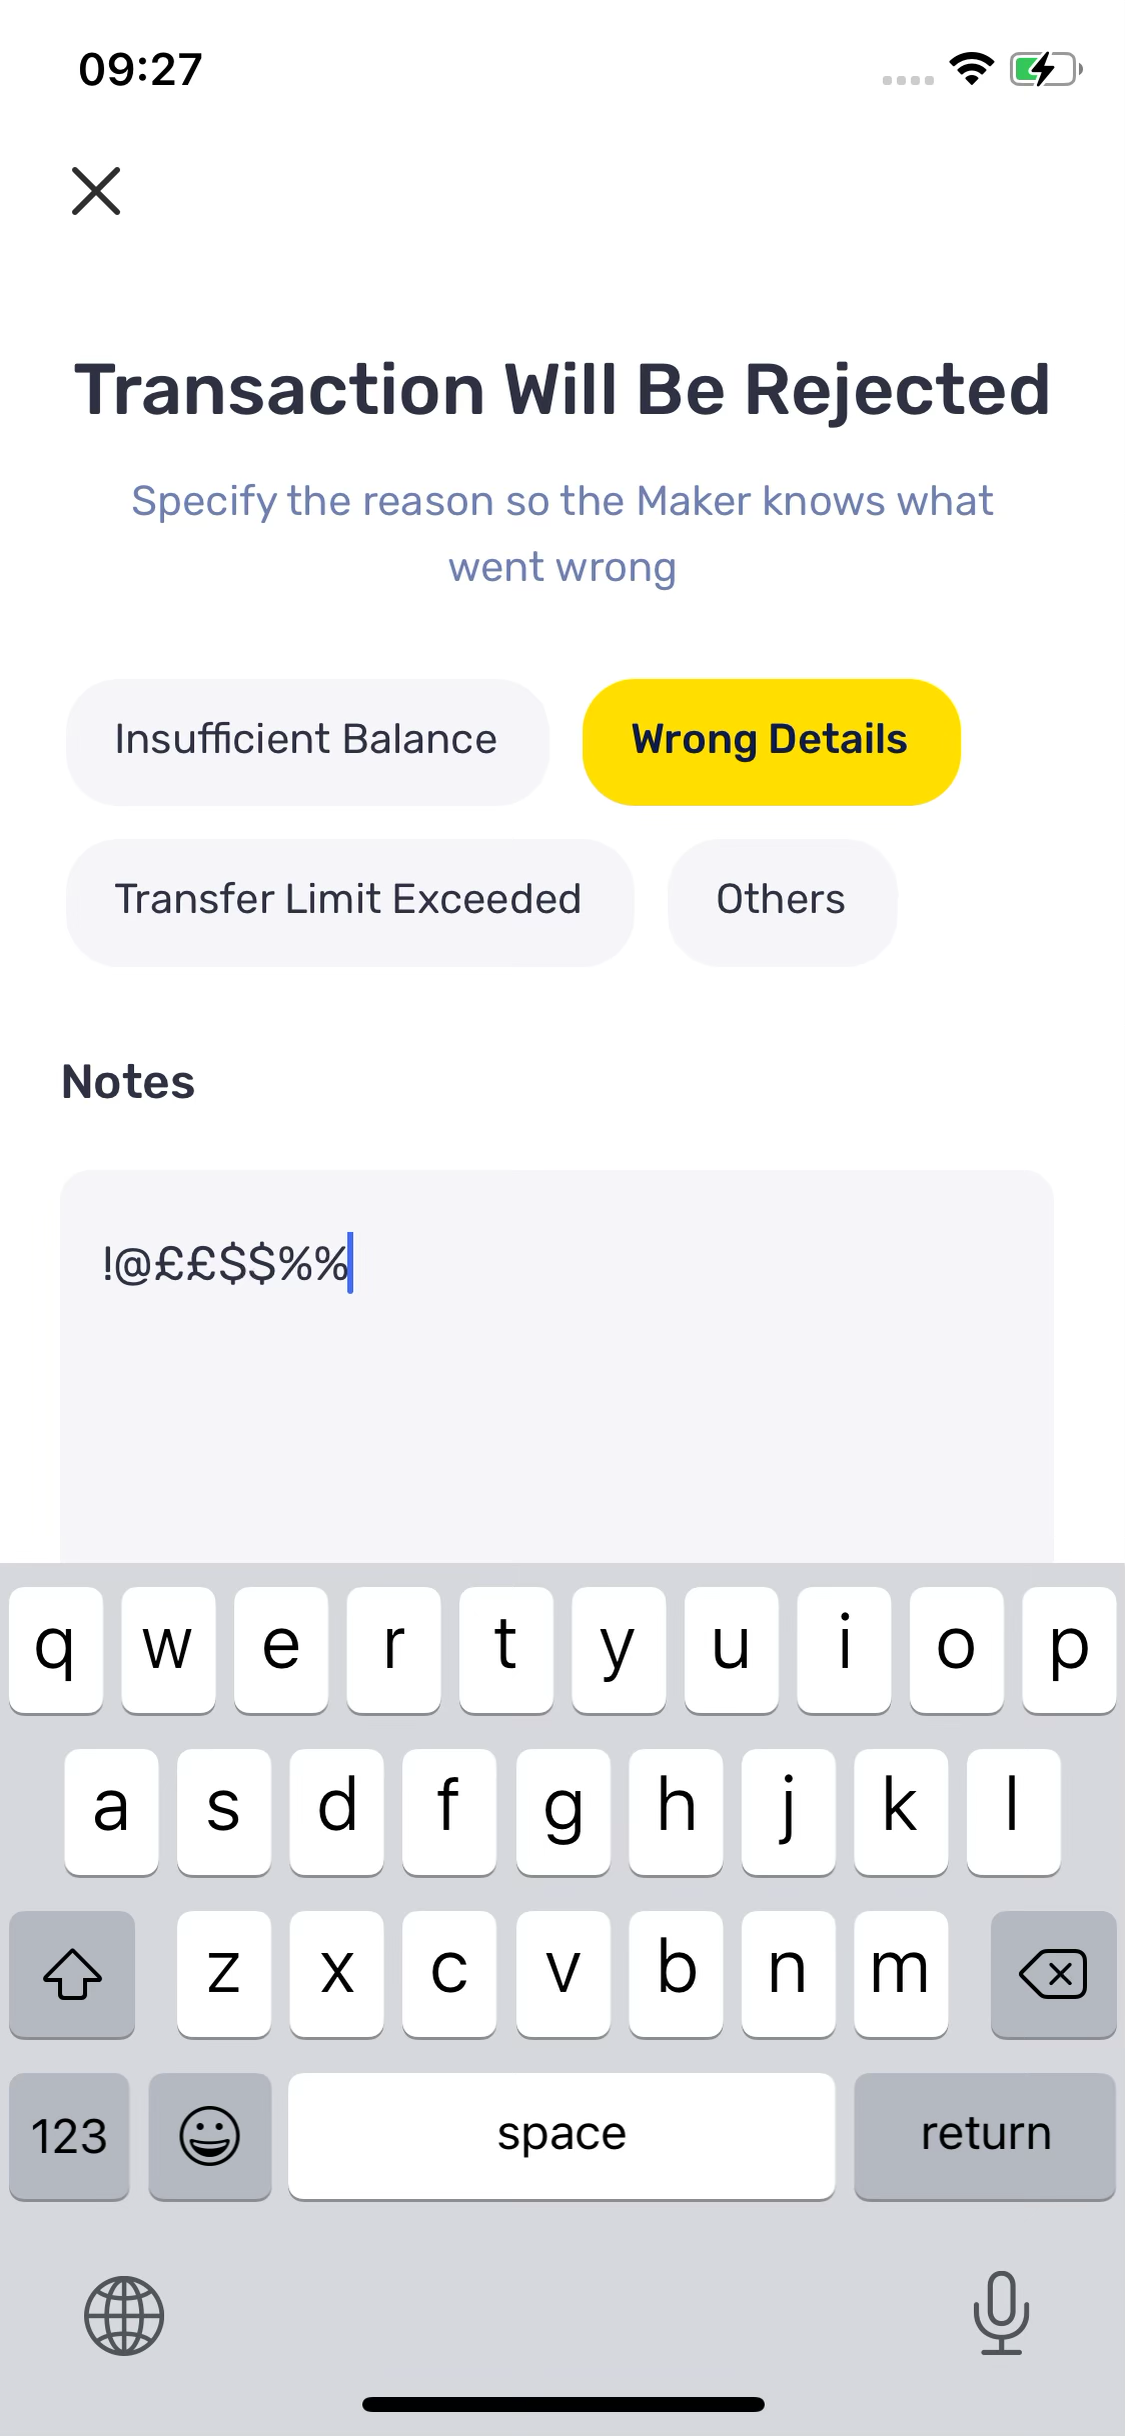 09:27
Transaction Will Be Rejected
Specify the reason so the Maker knows what
went wrong
Insufficient Balance
Wrong Details
Transfer Limit Exceeded
Others
Notes
!@££$$%%
q w e r t y u i o p
a s d f g h j k l
z x c v b n m
123 space return